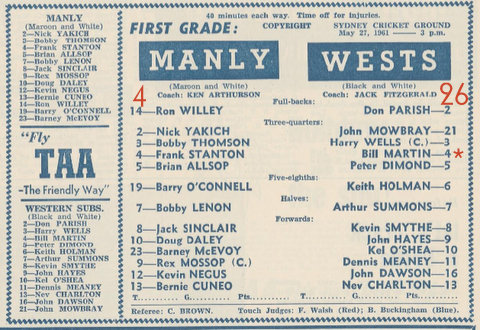 MANLY
(Maroon and White)
2—Nick YAKICH
3—Bobby THOMSON
4—Frank STANTON
5—Brian ALLSOP
7—Bobby LENON
8—Jack SINCLAIR
9—Rex MOSSOP
10—Doug DALEY
12—Kevin NEGUS
13—Bernie CUNEO
14—Ron WILLEY
19—Barry O'CONNELL
23—Barney McEVOY
"Fly
TAA
-The Friendly Way"
WESTERN SUBS.
(Black and White)
2—Don PARISH
3—Harry WELLS
4—Bill MARTIN
5—Peter DIMOND
6—Keith HOLMAN
7—Arthur SUMMONS
8—Kevin SMYTHE
9—John HAYES
10—Kel O'SHEA
11—Dennis MEANEY
13—Nev CHARLTON
16—John DAWSON
21—John MOWBRAY
40 minutes each way. Time off for injuries.
FIRST GRADE: COPYRIGHT SYDNEY CRICKET GROUND
May 27, 1961 — 3 p.m.
MANLY WESTS
(Maroon and White) (Black and White)
4 Coach: KEN ARTHURSON Coach: JACK FITZGERALD 26
Full-backs:
14—Ron WILLEY Don PARISH—2
Three-quarters:
2—Nick YAKICH John MOWBRAY—21
3—Bobby THOMSON Harry WELLS (C.)—3
4—Frank STANTON Bill MARTIN—4*
5—Brian ALLSOP Peter DIMOND—5
Five-eighths:
19—Barry O'CONNELL Keith HOLMAN—6
Halves:
7—Bobby LENON Arthur SUMMONS—7
Forwards:
8—Jack SINCLAIR Kevin SMYTHE—8
10—Doug DALEY John HAYES—9
23—Barney McEVOY Kel O'SHEA—10
9—Rex MOSSOP (C.) Dennis MEANEY—11
12—Kevin NEGUS John DAWSON—16
13—Bernie CUNEO Nev CHARLTON—13
T. G. Pts. T. G. Pts.
Referee: C. BROWN. Touch Judges: F. Walsh (Red); B. Buckingham (Blue).